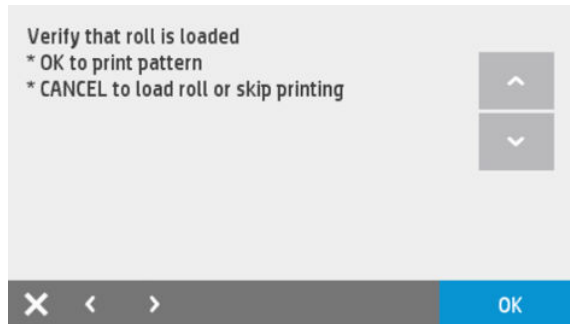 Verify that roll is loaded
* OK to print pattern
* CANCEL to load roll or skip printing
OK